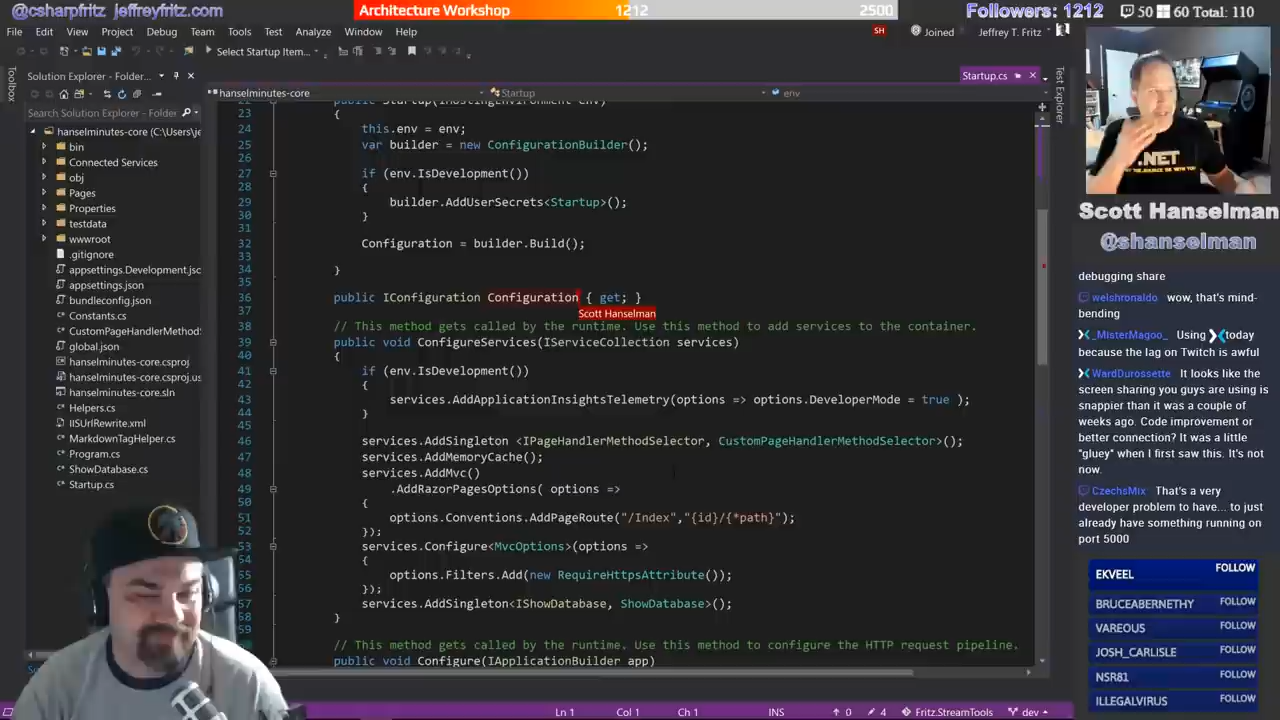 @csharpfritz jeffreyfritz.com
Architecture Workshop
1212
2500
Followers: 1212
50
60 Total: 110
File Edit View Project Debug Team Tools Test Analyze Window Help
SH
Joined
Jeffrey T. Fritz
Select Startup Item...
Toolbox
Solution Explorer - Folder...
Search Solution Explorer - Folder
hanselminutes-core (C:\Users\je
bin
Connected Services
obj
Pages
Properties
testdata
wwwroot
.gitignore
appsettings.Development.jsc
appsettings.json
bundleconfig.json
Constants.cs
CustomPageHandlerMethodS
global.json
hanselminutes-core.csproj
hanselminutes-core.csproj.us
hanselminutes-core.sln
Helpers.cs
IISUrlRewrite.xml
MarkdownTagHelper.cs
Program.cs
ShowDatabase.cs
Startup.cs
Startup.cs
hanselminutes-core
Startup
env
Test Explorer
22 public Startup(IHostingEnvironment env)
23 {
24 this.env = env;
25 var builder = new ConfigurationBuilder();
26
27 if (env.IsDevelopment())
28 {
29 builder.AddUserSecrets<Startup>();
30 }
31
32 Configuration = builder.Build();
33
34 }
35
36 public IConfiguration Configuration { get; }
37 Scott Hanselman
38 // This method gets called by the runtime. Use this method to add services to the container.
39 public void ConfigureServices(IServiceCollection services)
40 {
41 if (env.IsDevelopment())
42 {
43 services.AddApplicationInsightsTelemetry(options => options.DeveloperMode = true );
44 }
45
46 services.AddSingleton <IPageHandlerMethodSelector, CustomPageHandlerMethodSelector>();
47 services.AddMemoryCache();
48 services.AddMvc()
49 .AddRazorPagesOptions( options =>
50 {
51 options.Conventions.AddPageRoute("/Index","{id}/{*path}");
52 });
53 services.Configure<MvcOptions>(options =>
54 {
55 options.Filters.Add(new RequireHttpsAttribute());
56 });
57 services.AddSingleton<IShowDatabase, ShowDatabase>();
58 }
59
// This method gets called by the runtime. Use this method to configure the HTTP request pipeline.
public void Configure(IApplicationBuilder app)
Ln 1
Col 1
Ch 1
INS
0
4
Fritz.StreamTools
dev
.NET
Scott Hanselman
@shanselman
debugging share
welshronaldo wow, that's mind-
bending
_MisterMagoo_ Using today
because the lag on Twitch is awful
WardDurossette It looks like the
screen sharing you guys are using is
snappier than it was a couple of
weeks ago. Code improvement or
better connection? It was a little
"gluey" when I first saw this. It's not
now.
CzechsMix That's a very
developer problem to have... to just
already have something running on
port 5000
EKVEEL FOLLOW
BRUCEABERNETHY FOLLOW
VAREOUS FOLLOW
JOSH_CARLISLE FOLLOW
NSR81 FOLLOW
ILLEGALVIRUS FOLLOW